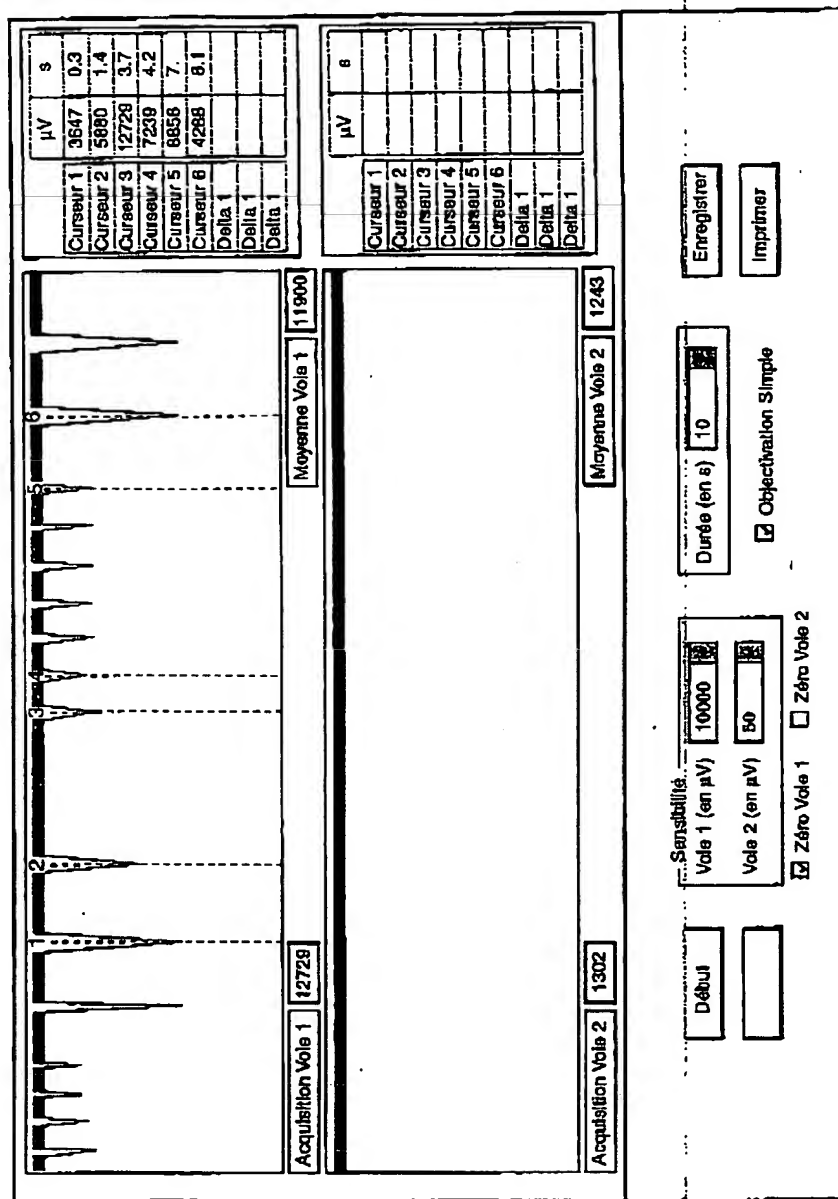 1 2 3 4 5 6
µV s
Curseur 1 3647 0.3
Curseur 2 5880 1.4
Curseur 3 12729 3.7
Curseur 4 7239 4.2
Curseur 5 6856 7.
Curseur 6 4268 8.1
Delta 1
Delta 1
Delta 1
Acquisition Voie 1 12729 Moyenne Voie 1 11900
µV s
Curseur 1
Curseur 2
Curseur 3
Curseur 4
Curseur 5
Curseur 6
Delta 1
Delta 1
Delta 1
Acquisition Voie 2 1302 Moyenne Voie 2 1243
Début
Sensibilité
Voie 1 (en µV) 10000
Voie 2 (en µV) 50
Zéro Voie 1 Zéro Voie 2
Durée (en s) 10
Objectivation Simple
Enregistrer
Imprimer